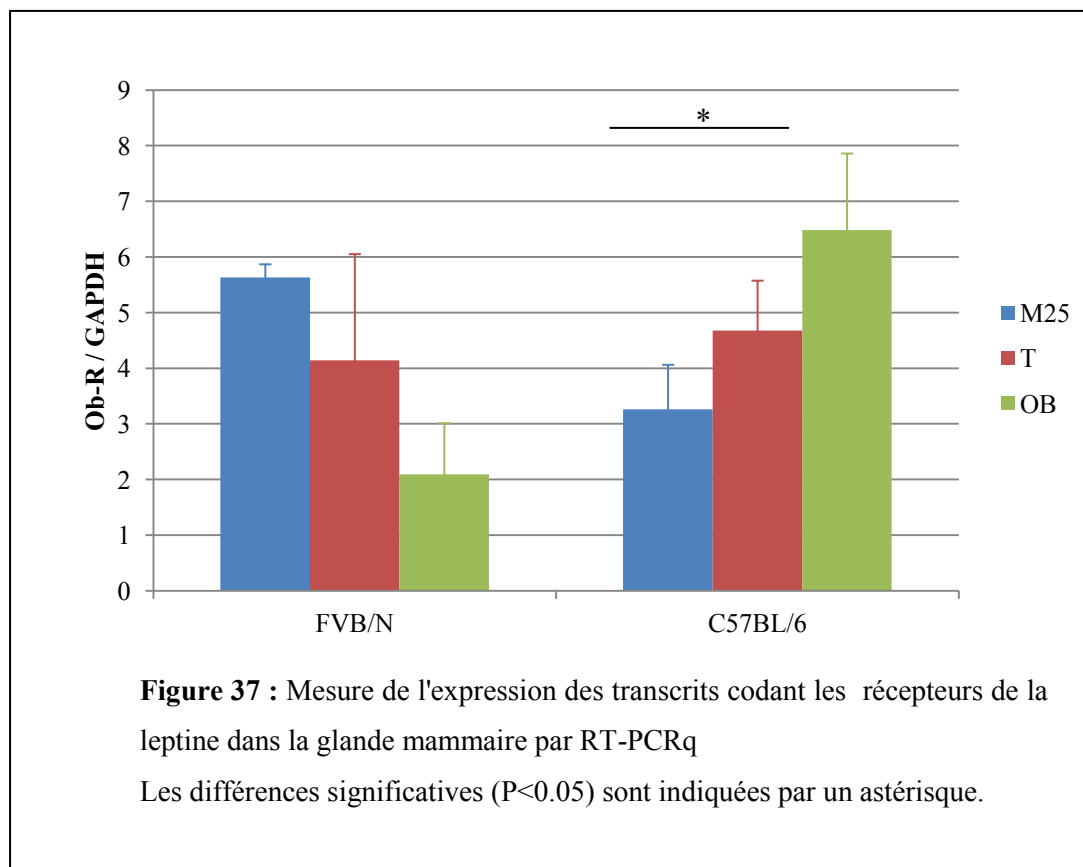 9
8
7
6
5
4
3
2
1
0
Ob-R / GAPDH
*
FVB/N
C57BL/6
M25
T
OB
Figure 37 : Mesure de l'expression des transcrits codant les récepteurs de la
leptine dans la glande mammaire par RT-PCRq
Les différences significatives (P<0.05) sont indiquées par un astérisque.